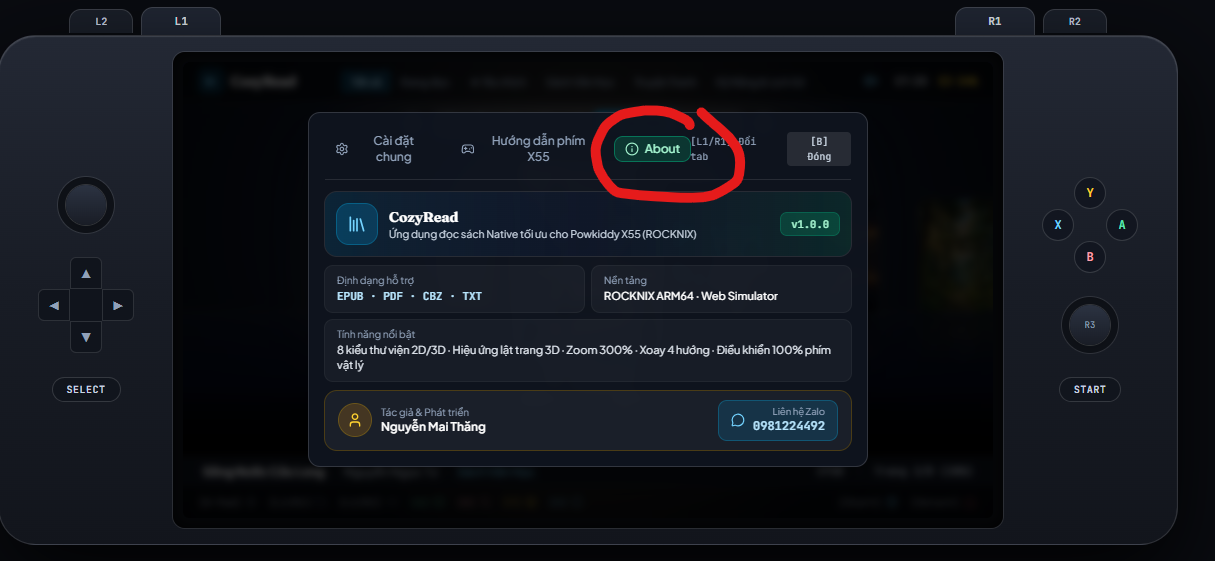 L2
L1
R1
R2
Cài đặt
chung
Hướng dẫn phím
X55
About
[L1/R1] Đổi
tab
[B]
Đóng
CozyRead
Ứng dụng đọc sách Native tối ưu cho Powkiddy X55 (ROCKNIX)
v1.0.0
Định dạng hỗ trợ
EPUB · PDF · CBZ · TXT
Nền tảng
ROCKNIX ARM64 · Web Simulator
Tính năng nổi bật
8 kiểu thư viện 2D/3D · Hiệu ứng lật trang 3D · Zoom 300% · Xoay 4 hướng · Điều khiển 100% phím
vật lý
Tác giả & Phát triển
Nguyễn Mai Thăng
Liên hệ Zalo
0981224492
SELECT
Y
X
A
B
R3
START